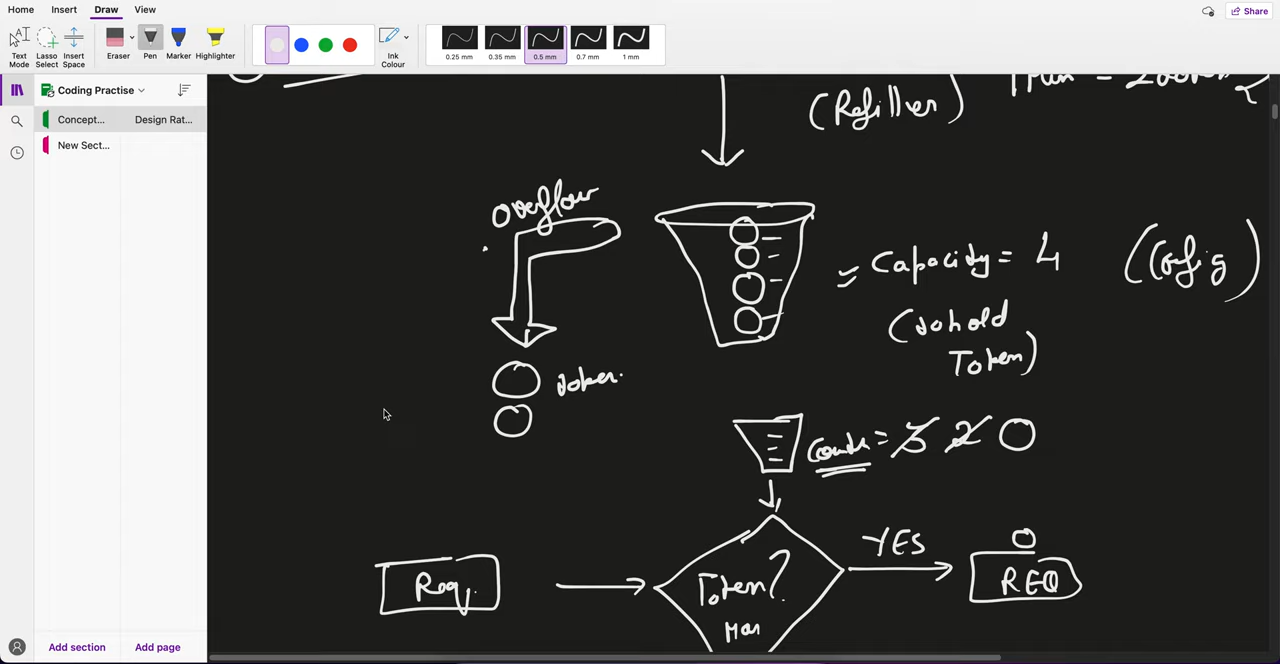 Home Insert Draw View
Share
Text Mode
Lasso Select
Insert Space
Eraser
Pen
Marker
Highlighter
Ink Colour
0.25 mm 0.35 mm 0.5 mm 0.7 mm 1 mm
Coding Practise
Concept... Design Rat...
New Sect...
(Refiller)
Overflow
= Capacity = 4 (Config)
(to hold
Token)
token.
= 3 2 0
YES
Req.
Token?
REQ
Add section Add page